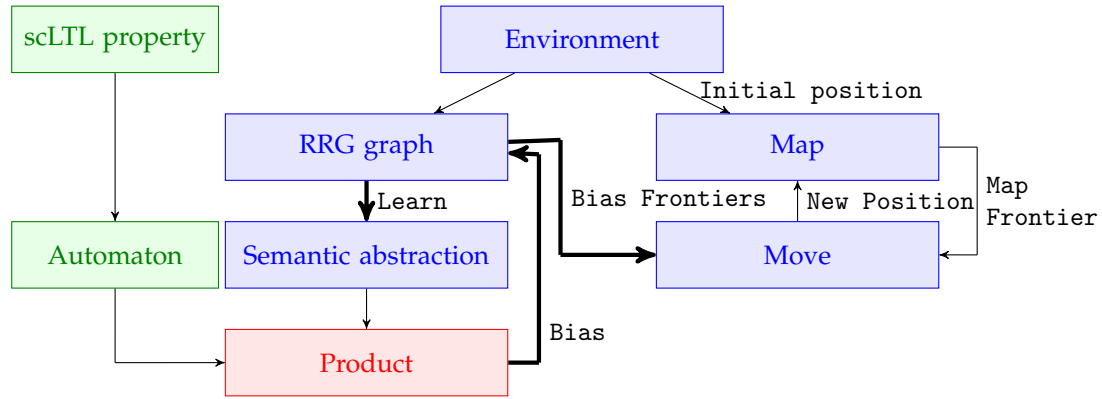 scLTL property
Environment
Initial position
RRG graph
Map
Learn
Bias Frontiers
New Position
Map
Frontier
Automaton
Semantic abstraction
Move
Bias
Product